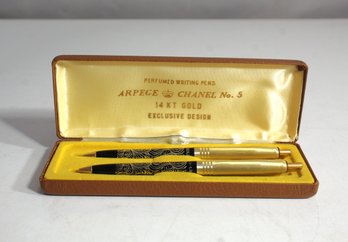 PERFUMED WRITING PENS
ARPEGE CHANEL No. 5
14 KT GOLD
EXCLUSIVE DESIGN